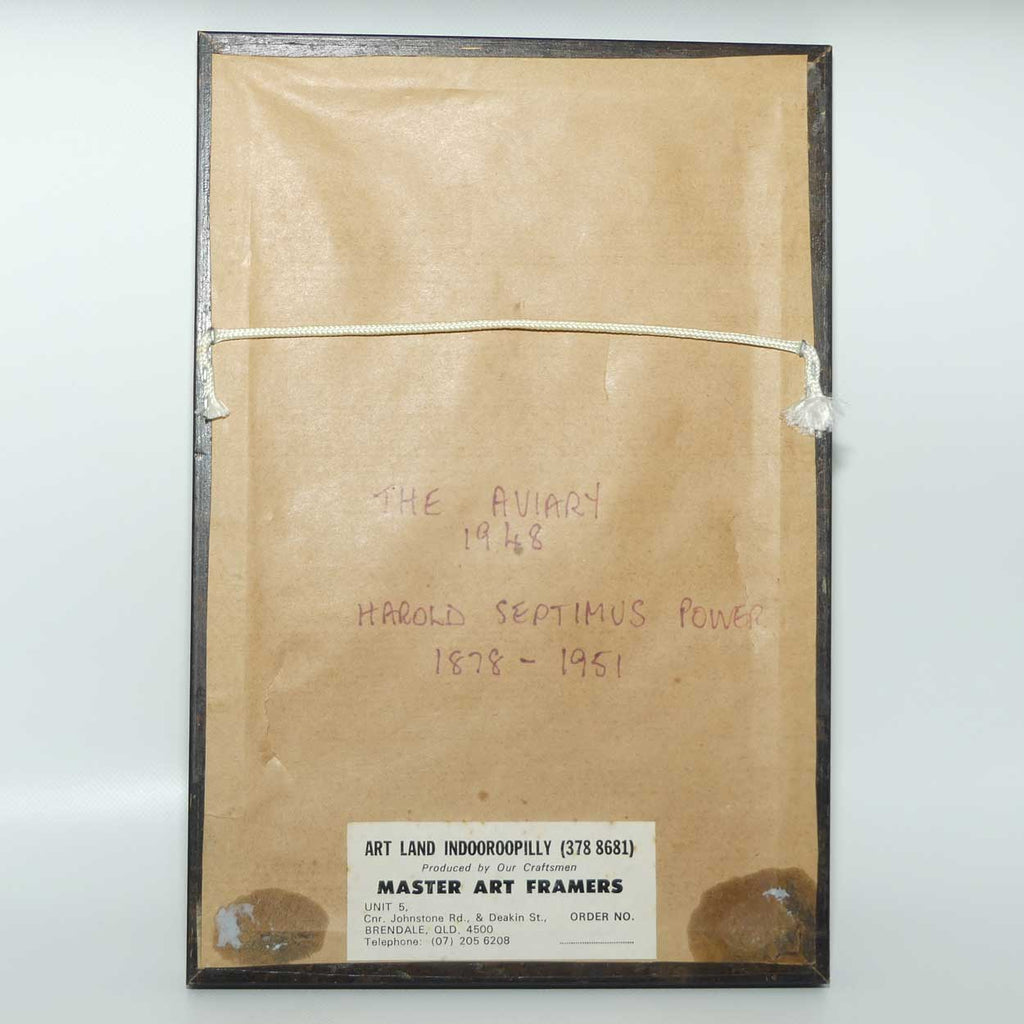 THE AVIARY
1948
HAROLD SEPTIMUS POWER
1878 - 1951
ART LAND INDOOROOPILLY (378 8681)
Produced by Our Craftsmen
MASTER ART FRAMERS
UNIT 5,
Cnr. Johnstone Rd., & Deakin St.,
BRENDALE, QLD. 4500
Telephone: (07) 205 6208
ORDER NO.